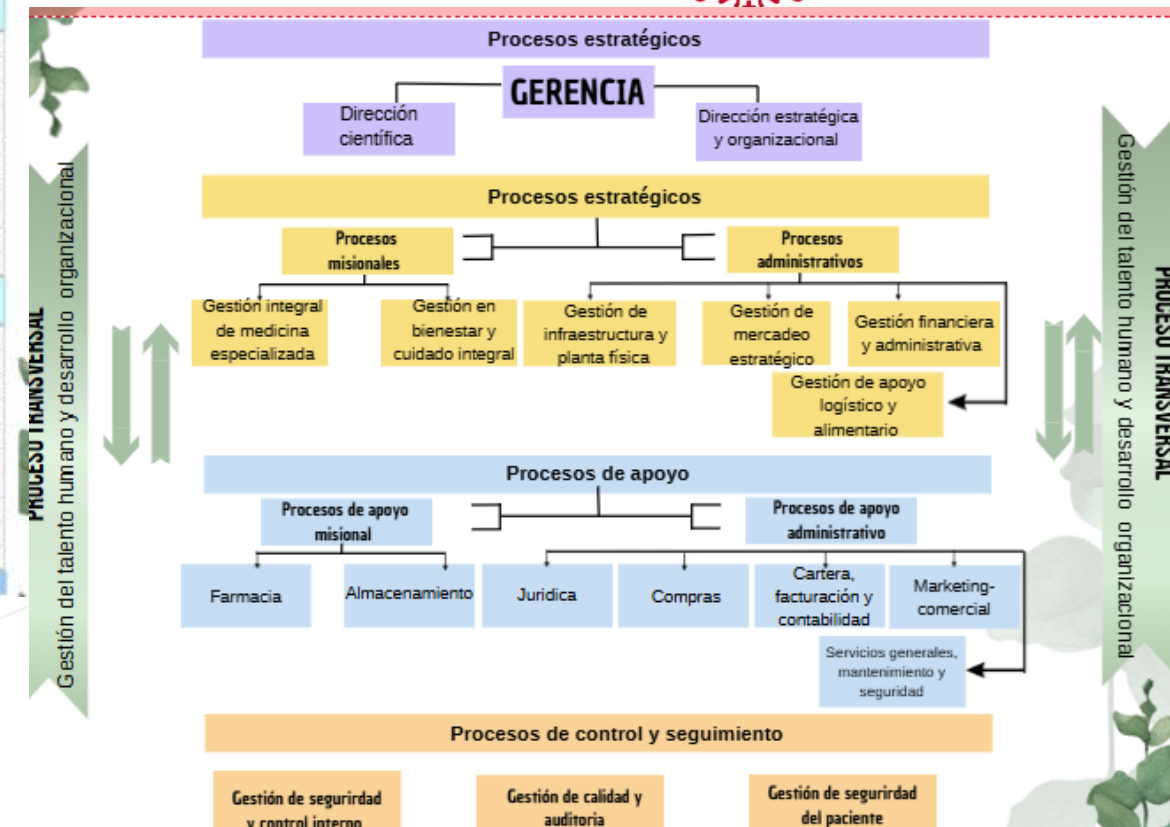 Procesos estratégicos
GERENCIA
Dirección
científica
Dirección estratégica
y organizacional
Procesos estratégicos
Procesos
misionales
Procesos
administrativos
Gestión integral
de medicina
especializada
Gestión en
bienestar y
cuidado integral
Gestión de
infraestructura y
planta física
Gestión de
mercadeo
estratégico
Gestión financiera
y administrativa
Gestión de apoyo
logístico y
alimentario
Procesos de apoyo
Procesos de apoyo
misional
Procesos de apoyo
administrativo
Farmacia
Almacenamiento
Juridica
Compras
Cartera,
facturación y
contabilidad
Marketing-
comercial
Servicios generales,
mantenimiento y
seguridad
Procesos de control y seguimiento
Gestión de segurirdad
y control interno
Gestión de calidad y
auditoria
Gestión de segurirdad
del paciente
PROCESO TRANSVERSAL
Gestión del talento humano y desarrollo organizacional
Gestión del talento humano y desarrollo organizacional
PROCESO TRANSVERSAL